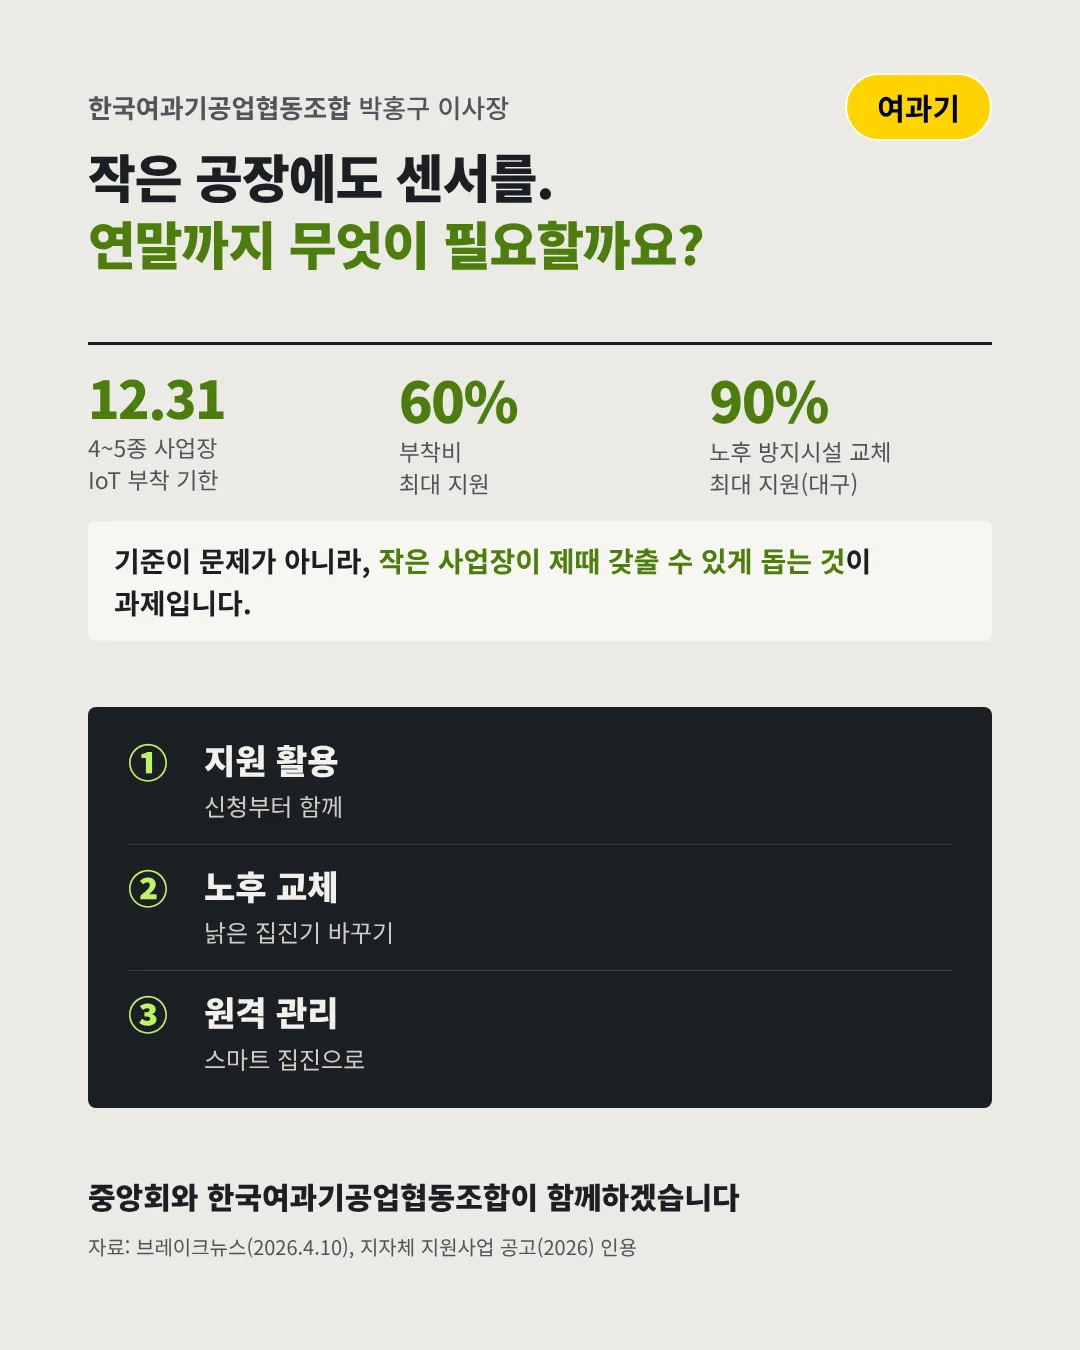 한국여과기공업협동조합 박홍구 이사장
여과기
작은 공장에도 센서를.
연말까지 무엇이 필요할까요?
12.31
4~5종 사업장
IoT 부착 기한
60%
부착비
최대 지원
90%
노후 방지시설 교체
최대 지원(대구)
기준이 문제가 아니라, 작은 사업장이 제때 갖출 수 있게 돕는 것이
과제입니다.
① 지원 활용
신청부터 함께
② 노후 교체
낡은 집진기 바꾸기
③ 원격 관리
스마트 집진으로
중앙회와 한국여과기공업협동조합이 함께하겠습니다
자료: 브레이크뉴스(2026.4.10), 지자체 지원사업 공고(2026) 인용